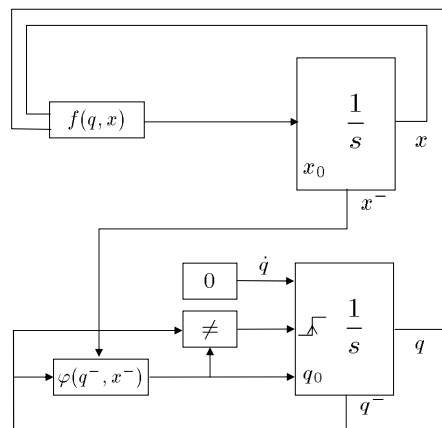 f(q, x)
1
s
x
x₀
x⁻
0
q̇
≠
1
s
q
φ(q⁻, x⁻)
q₀
q⁻